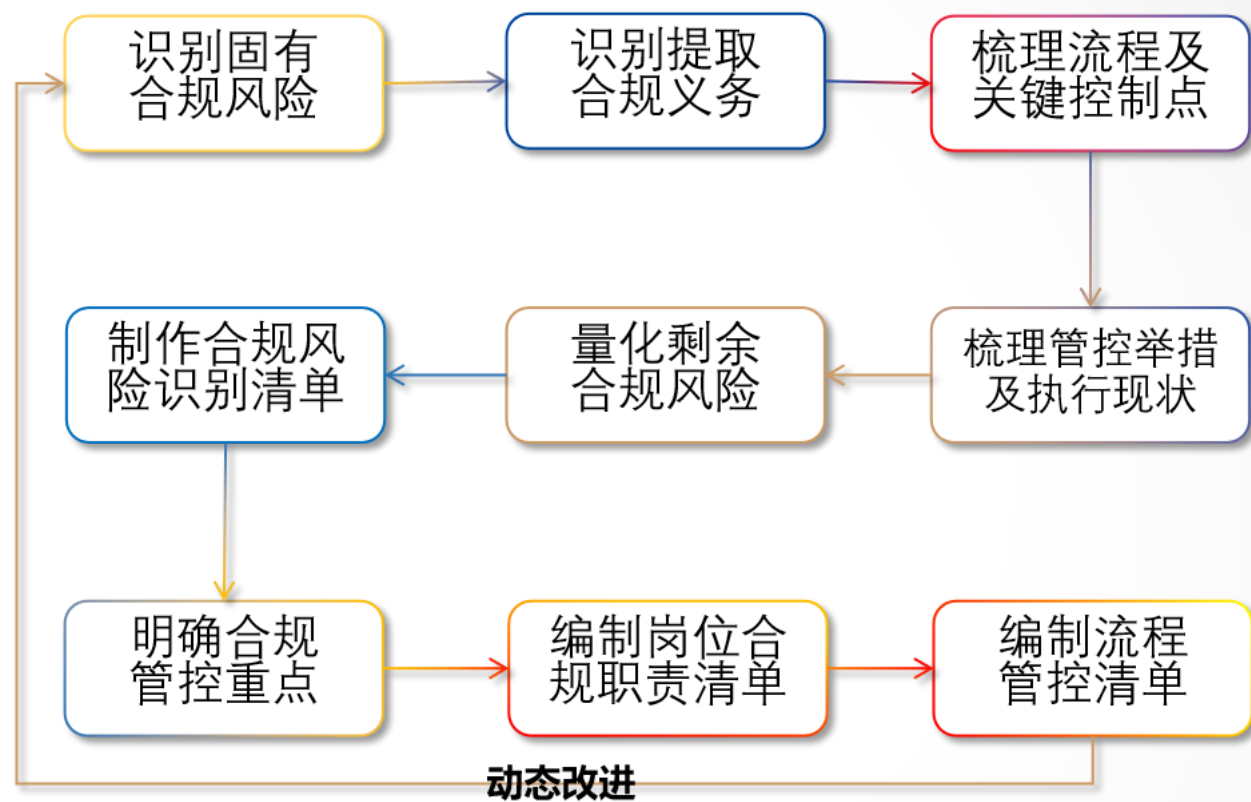 识别固有
合规风险
识别提取
合规义务
梳理流程及
关键控制点
梳理管控举措
及执行现状
量化剩余
合规风险
制作合规风
险识别清单
明确合规
管控重点
编制岗位合
规职责清单
编制流程
管控清单
动态改进